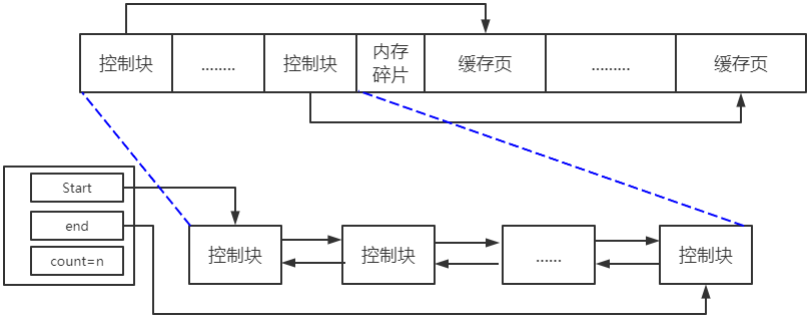 控制块
........
控制块
内存
碎片
缓存页
.........
缓存页
Start
end
count=n
控制块
控制块
......
控制块